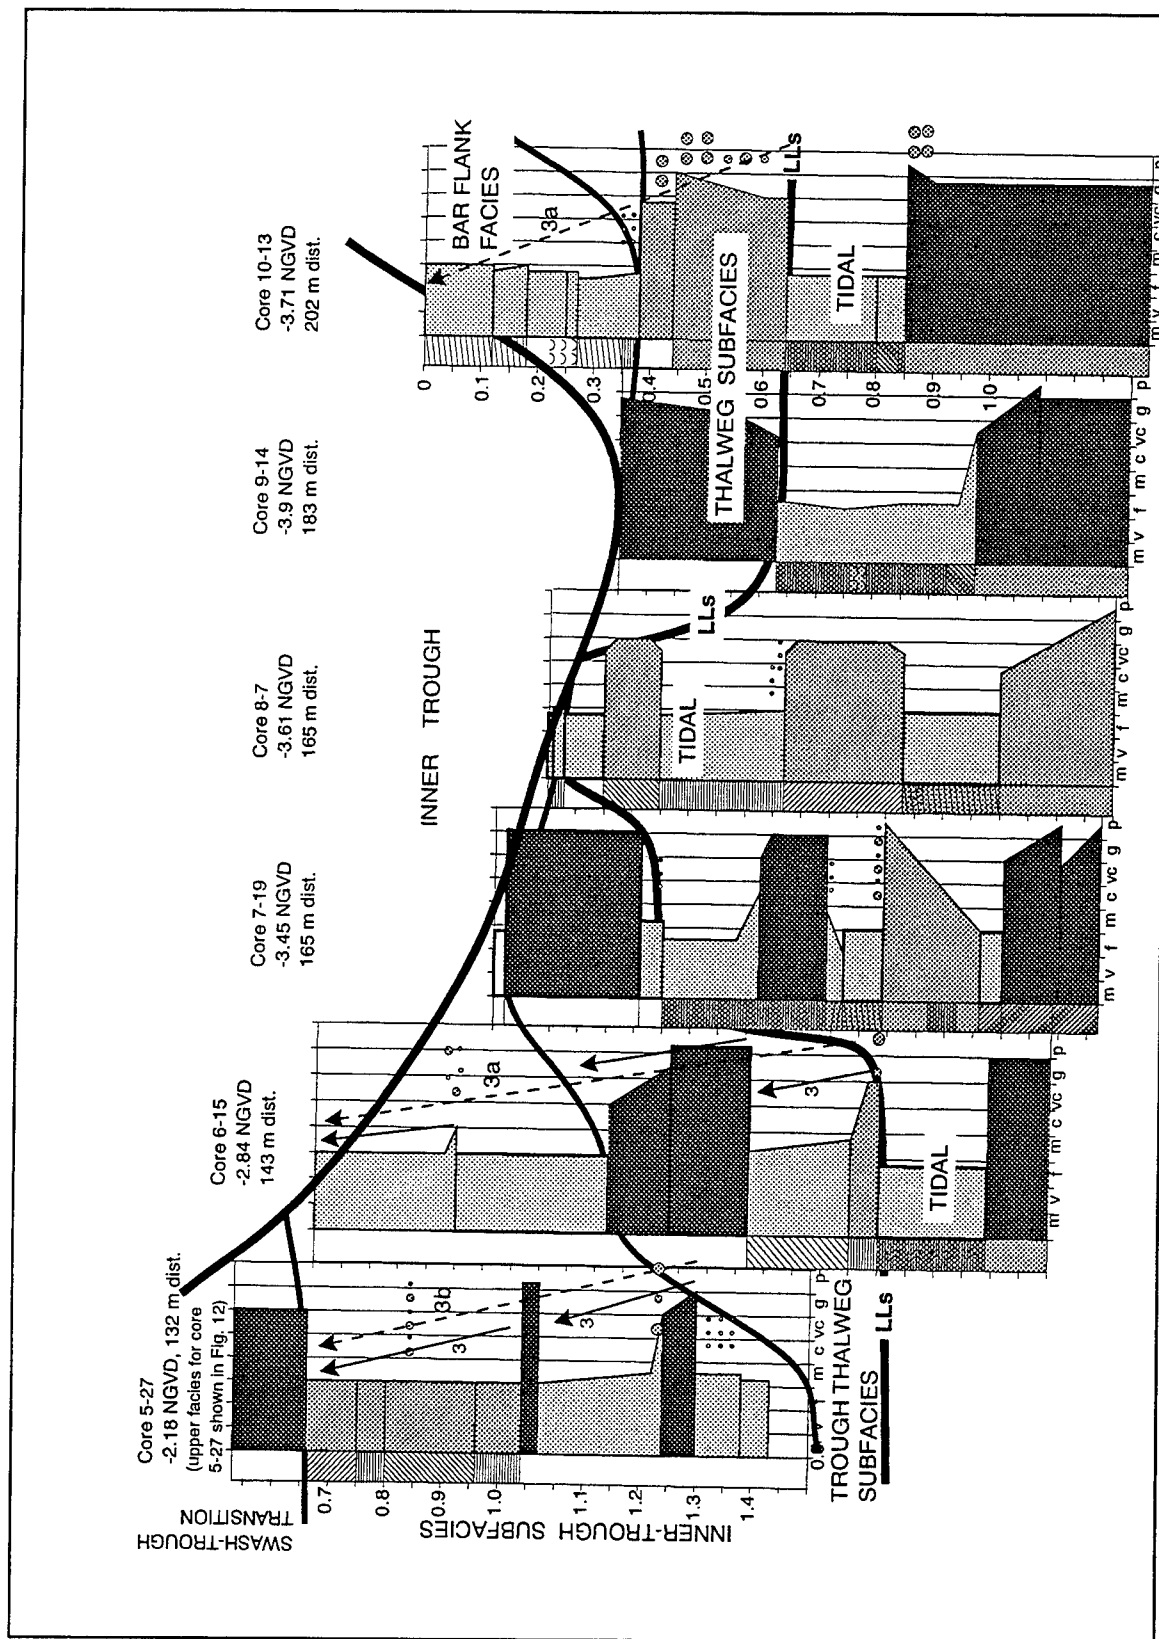 Core 5-27
-2.18 NGVD, 132 m dist.
(upper facies for core
5-27 shown in Fig. 12)
Core 6-15
-2.84 NGVD
143 m dist.
Core 7-19
-3.45 NGVD
165 m dist.
Core 8-7
-3.61 NGVD
165 m dist.
Core 9-14
-3.9 NGVD
183 m dist.
Core 10-13
-3.71 NGVD
202 m dist.
SWASH-TROUGH
TRANSITION
INNER TROUGH
BAR FLANK
FACIES
INNER-TROUGH SUBFACIES
0.7
0.8
0.9
1.0
1.1
1.2
1.3
1.4
3
3b
3
3a
3
3a
0
0.1
0.2
0.3
0.4
0.5
0.6
0.7
0.8
0.9
1.0
THALWEG SUBFACIES
LLs
LLs
TIDAL
TIDAL
TIDAL
TROUGH THALWEG
SUBFACIES
LLs
m c vc g p
m v f m c vc g p
m v f m c vc g p
m v f m c vc g p
m v f m c vc g p
m v f m c vc g p